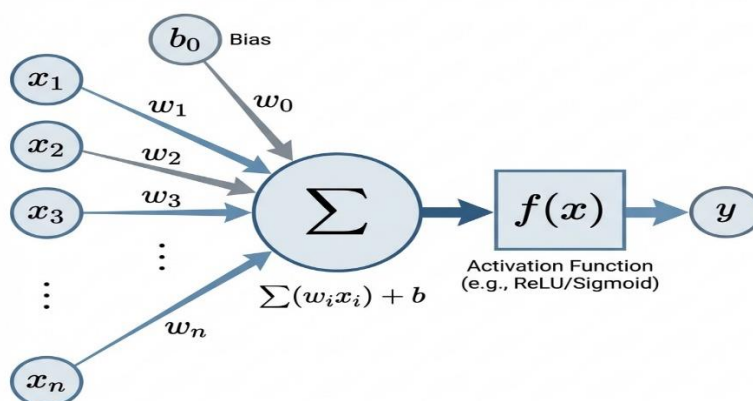 b₀ Bias
x₁
w₁ w₀
x₂
w₂
x₃
w₃
∑
f(x)
y
⋮
⋮
Activation Function
(e.g., ReLU/Sigmoid)
∑(wᵢxᵢ) + b
wₙ
xₙ